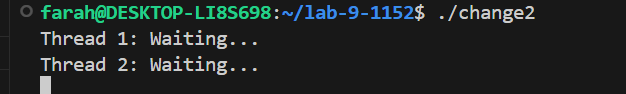 farah@DESKTOP-LI8S698:~/lab-9-1152$ ./change2
Thread 1: Waiting...
Thread 2: Waiting...